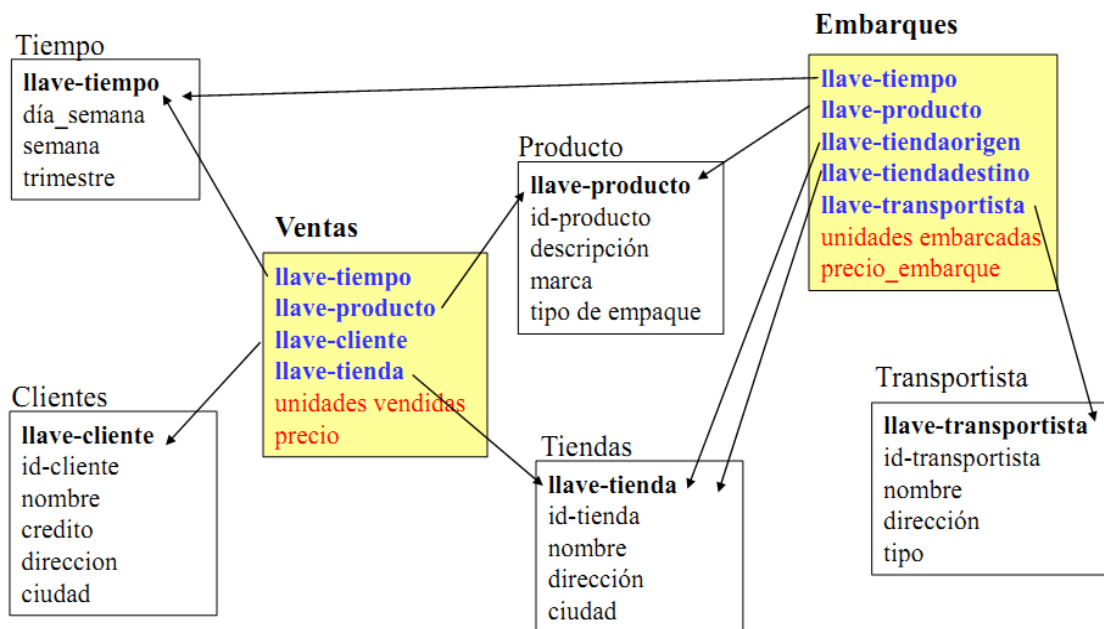 Tiempo
llave-tiempo
día_semana
semana
trimestre
Embarques
llave-tiempo
llave-producto
llave-tiendaorigen
llave-tiendadestino
llave-transportista
unidades embarcadas
precio_embarque
Producto
llave-producto
id-producto
descripción
marca
tipo de empaque
Ventas
llave-tiempo
llave-producto
llave-cliente
llave-tienda
unidades vendidas
precio
Clientes
llave-cliente
id-cliente
nombre
credito
direccion
ciudad
Tiendas
llave-tienda
id-tienda
nombre
dirección
ciudad
Transportista
llave-transportista
id-transportista
nombre
dirección
tipo